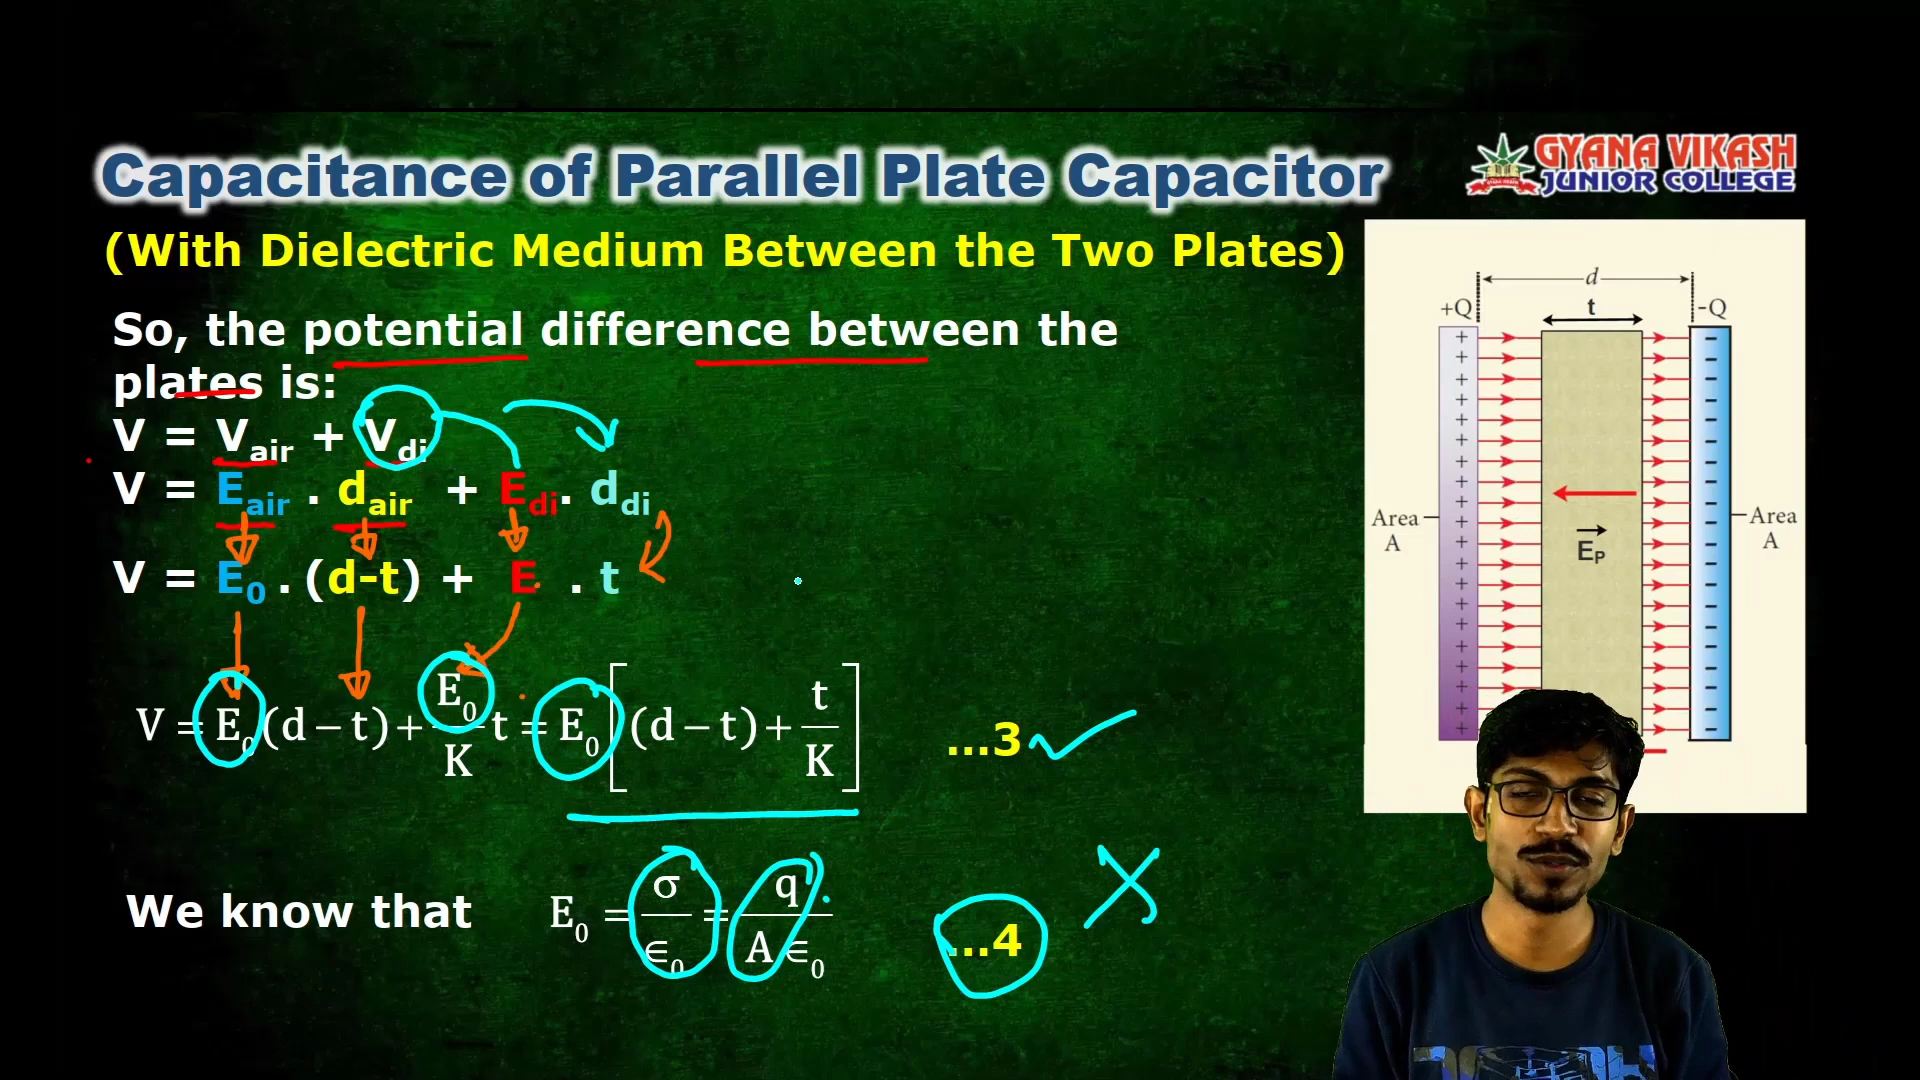 Capacitance of Parallel Plate Capacitor
GYANA VIKASH
JUNIOR COLLEGE
(With Dielectric Medium Between the Two Plates)
So, the potential difference between the
plates is:
V = Vair + Vdi
V = Eair . dair + Edi. ddi
V = E0 . (d-t) + E . t
V = E0(d − t) + E0/K t = E0[(d − t) + t/K] ...3
We know that E0 = σ/∈0 = q/A∈0 ...4
d
+Q t -Q
Area
A
EP
Area
A